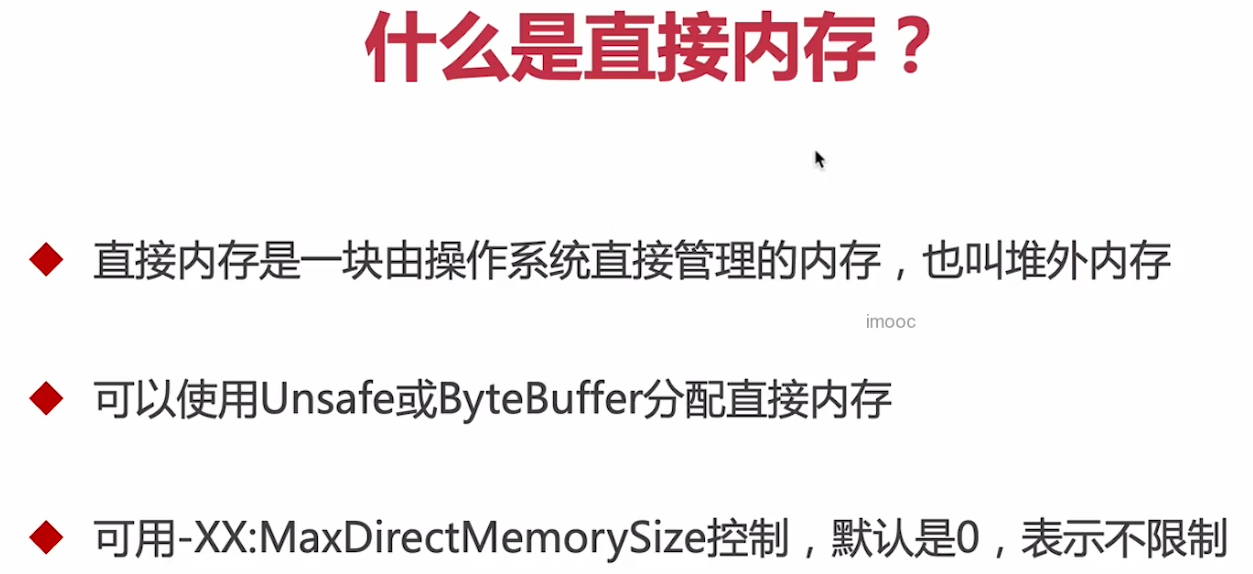 什么是直接内存？
直接内存是一块由操作系统直接管理的内存，也叫堆外内存
imooc
可以使用Unsafe或ByteBuffer分配直接内存
可用-XX:MaxDirectMemorySize控制，默认是0，表示不限制